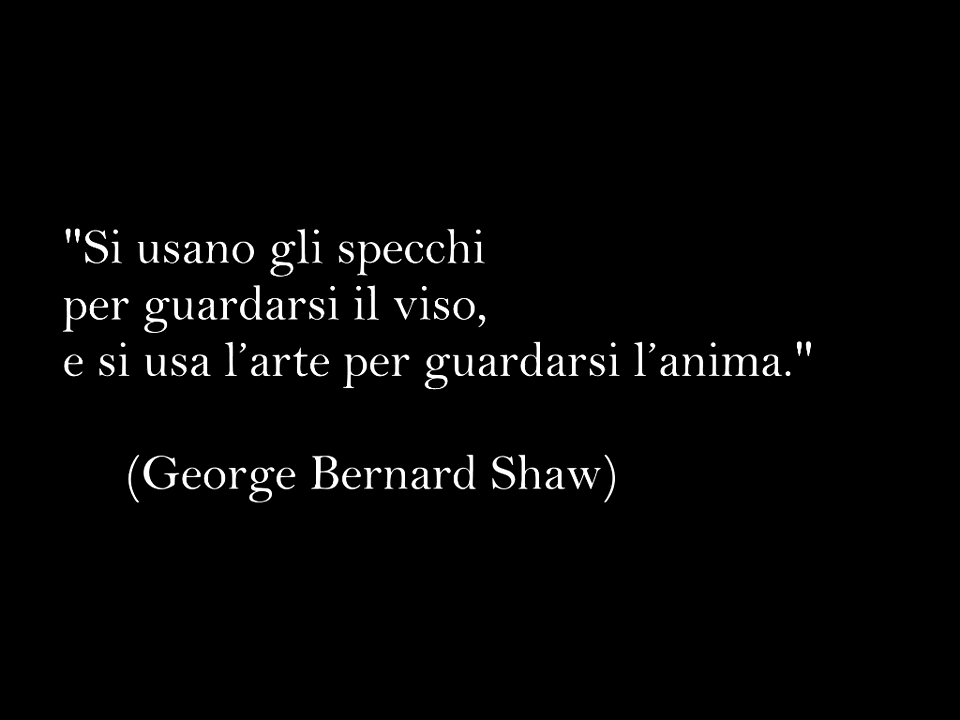 "Si usano gli specchi
per guardarsi il viso,
e si usa l’arte per guardarsi l’anima."
(George Bernard Shaw)